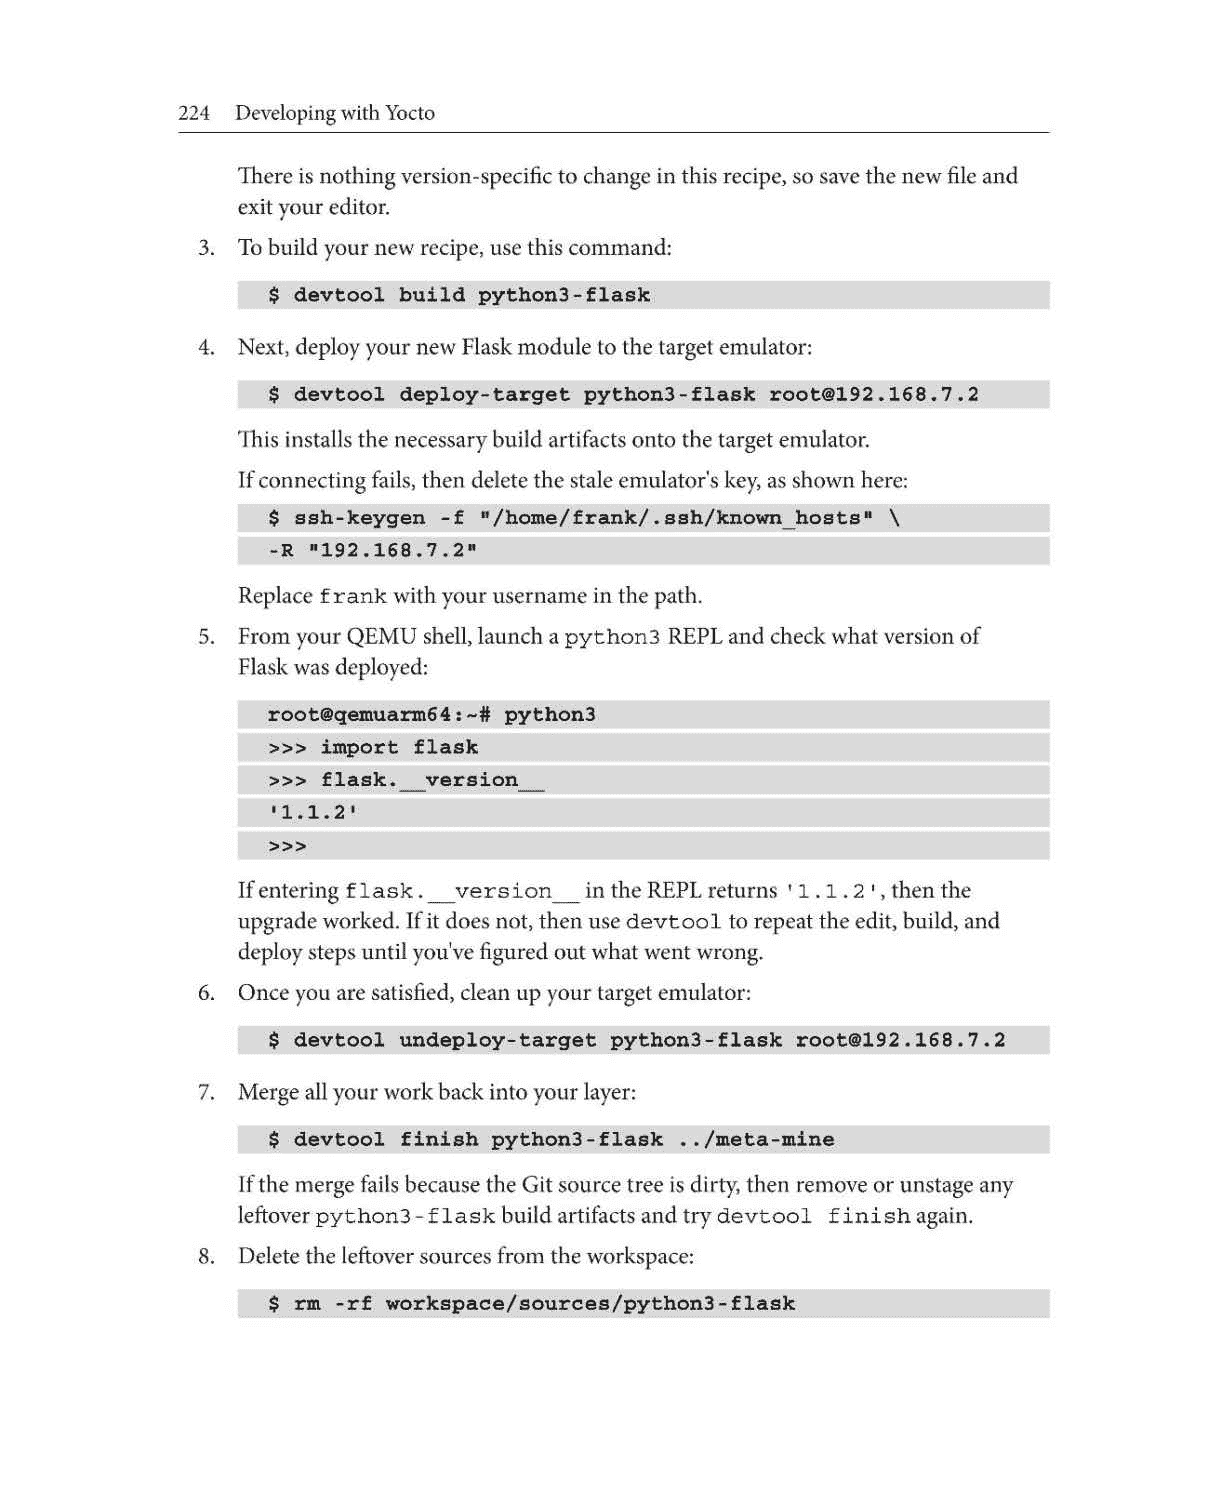 224 Developing with Yocto
There is nothing version-specific to change in this recipe, so save the new file and
exit your editor.
3. To build your new recipe, use this command:
$ devtool build python3-flask
4. Next, deploy your new Flask module to the target emulator:
$ devtool deploy-target python3-flask root@192.168.7.2
This installs the necessary build artifacts onto the target emulator.
If connecting fails, then delete the stale emulator's key, as shown here:
$ ssh-keygen -f "/home/frank/.ssh/known_hosts" \
-R "192.168.7.2"
Replace frank with your username in the path.
5. From your QEMU shell, launch a python3 REPL and check what version of
Flask was deployed:
root@qemuarm64:~# python3
>>> import flask
>>> flask.__version__
'1.1.2'
>>>
If entering flask.__version__ in the REPL returns '1.1.2', then the
upgrade worked. If it does not, then use devtool to repeat the edit, build, and
deploy steps until you've figured out what went wrong.
6. Once you are satisfied, clean up your target emulator:
$ devtool undeploy-target python3-flask root@192.168.7.2
7. Merge all your work back into your layer:
$ devtool finish python3-flask ../meta-mine
If the merge fails because the Git source tree is dirty, then remove or unstage any
leftover python3-flask build artifacts and try devtool finish again.
8. Delete the leftover sources from the workspace:
$ rm -rf workspace/sources/python3-flask